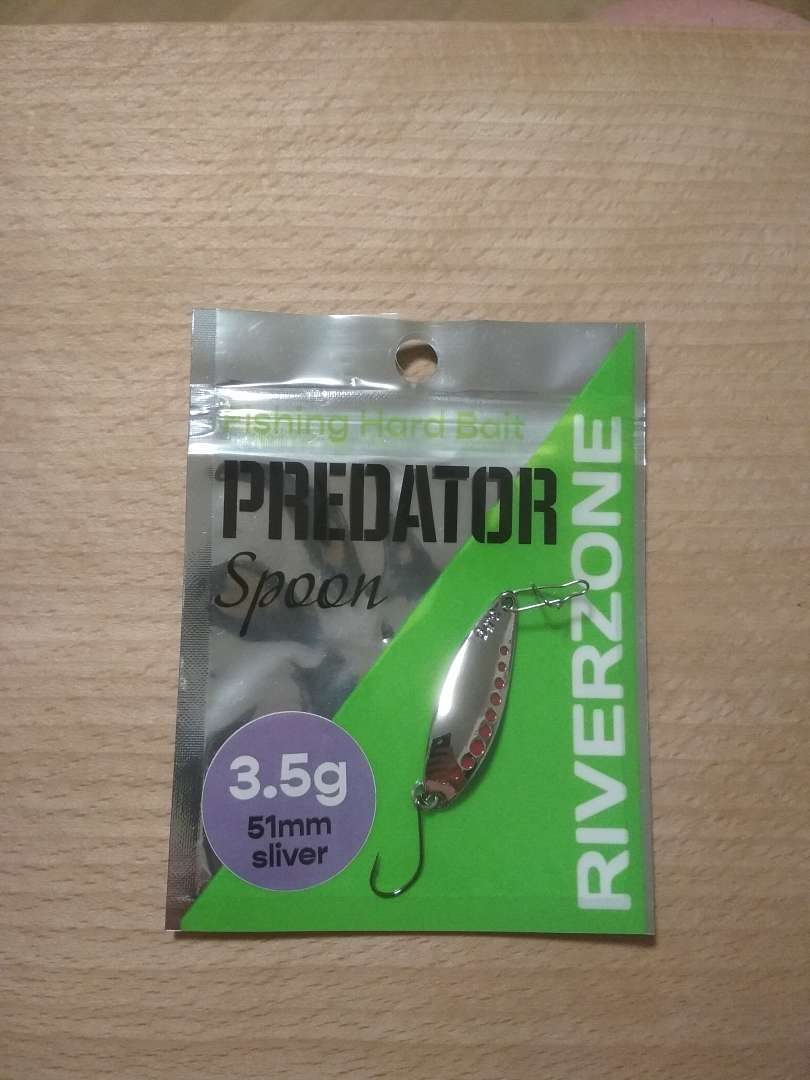 Fishing Hard Bait
PREDATOR
Spoon
RIVERZONE
3.5g
51mm
sliver